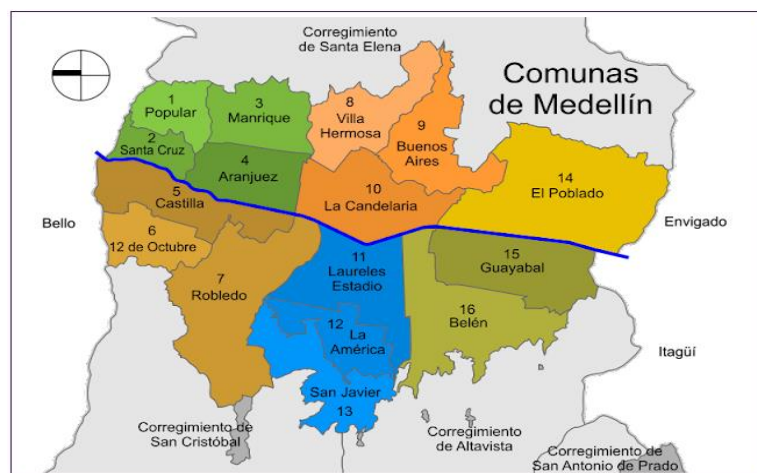 Corregimiento
de Santa Elena
Comunas
de Medellín
1
Popular
3
Manrique
8
Villa
Hermosa
9
Buenos
Aires
2
Santa Cruz
4
Aranjuez
14
El Poblado
10
La Candelaria
5
Castilla
Bello
Envigado
6
12 de Octubre
7
Robledo
11
Laureles
Estadio
15
Guayabal
16
Belén
12
La
América
Itagüí
San Javier
13
Corregimiento de
San Cristóbal
Corregimiento
de Altavista
Corregimiento de
San Antonio de Prado